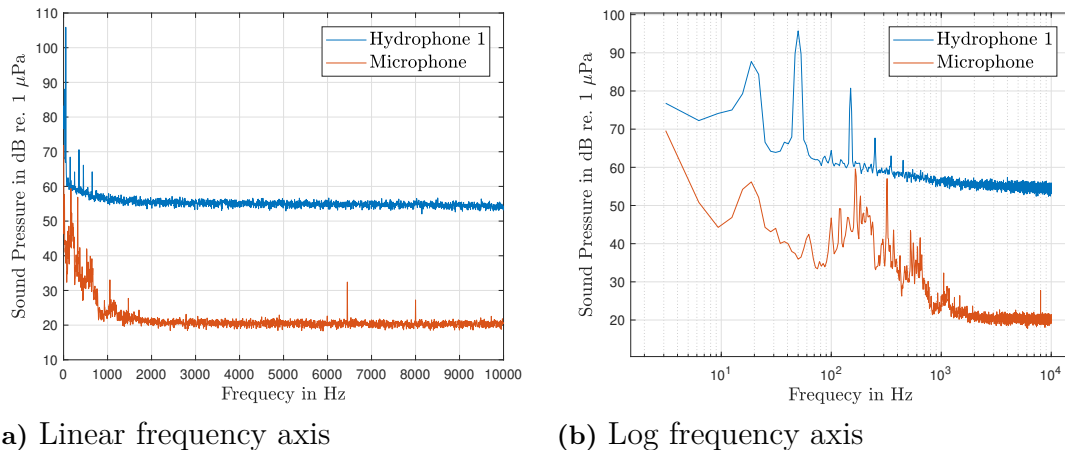 110
100
90
80
70
60
50
40
30
20
10
Sound Pressure in dB re. 1 μPa
Hydrophone 1
Microphone
0 1000 2000 3000 4000 5000 6000 7000 8000 9000 10000
Frequecy in Hz
a) Linear frequency axis
100
90
80
70
60
50
40
30
20
Sound Pressure in dB re. 1 μPa
Hydrophone 1
Microphone
10¹ 10² 10³ 10⁴
Frequecy in Hz
(b) Log frequency axis